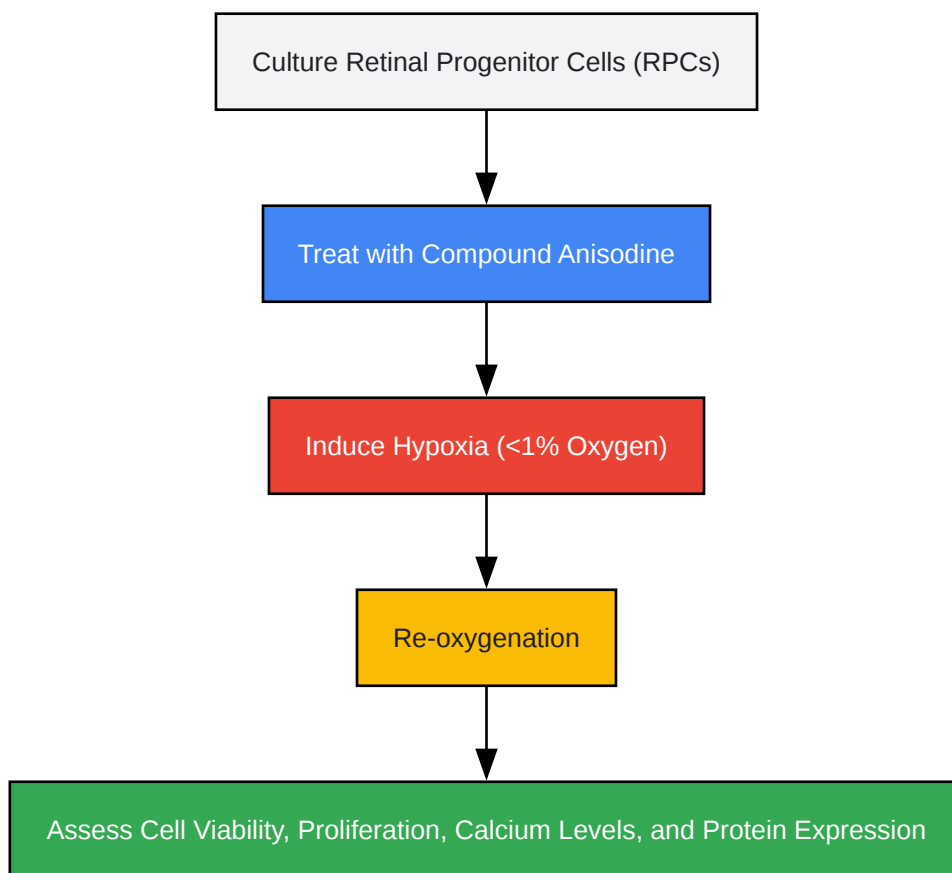 Culture Retinal Progenitor Cells (RPCs)
Treat with Compound Anisodine
Induce Hypoxia (<1% Oxygen)
Re-oxygenation
Assess Cell Viability, Proliferation, Calcium Levels, and Protein Expression